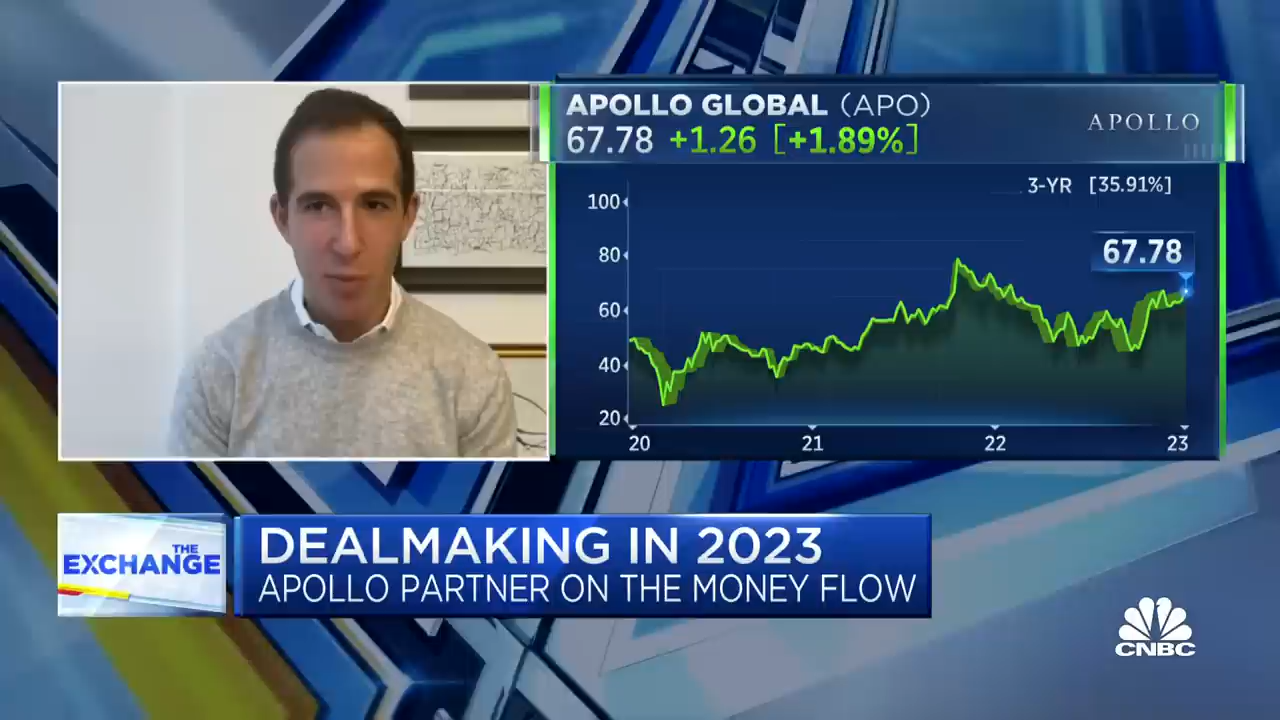 APOLLO GLOBAL (APO)
67.78 +1.26 [+1.89%]
APOLLO
3-YR [35.91%]
100
80
60
40
20
67.78
20 21 22 23
THE
EXCHANGE
DEALMAKING IN 2023
APOLLO PARTNER ON THE MONEY FLOW
CNBC